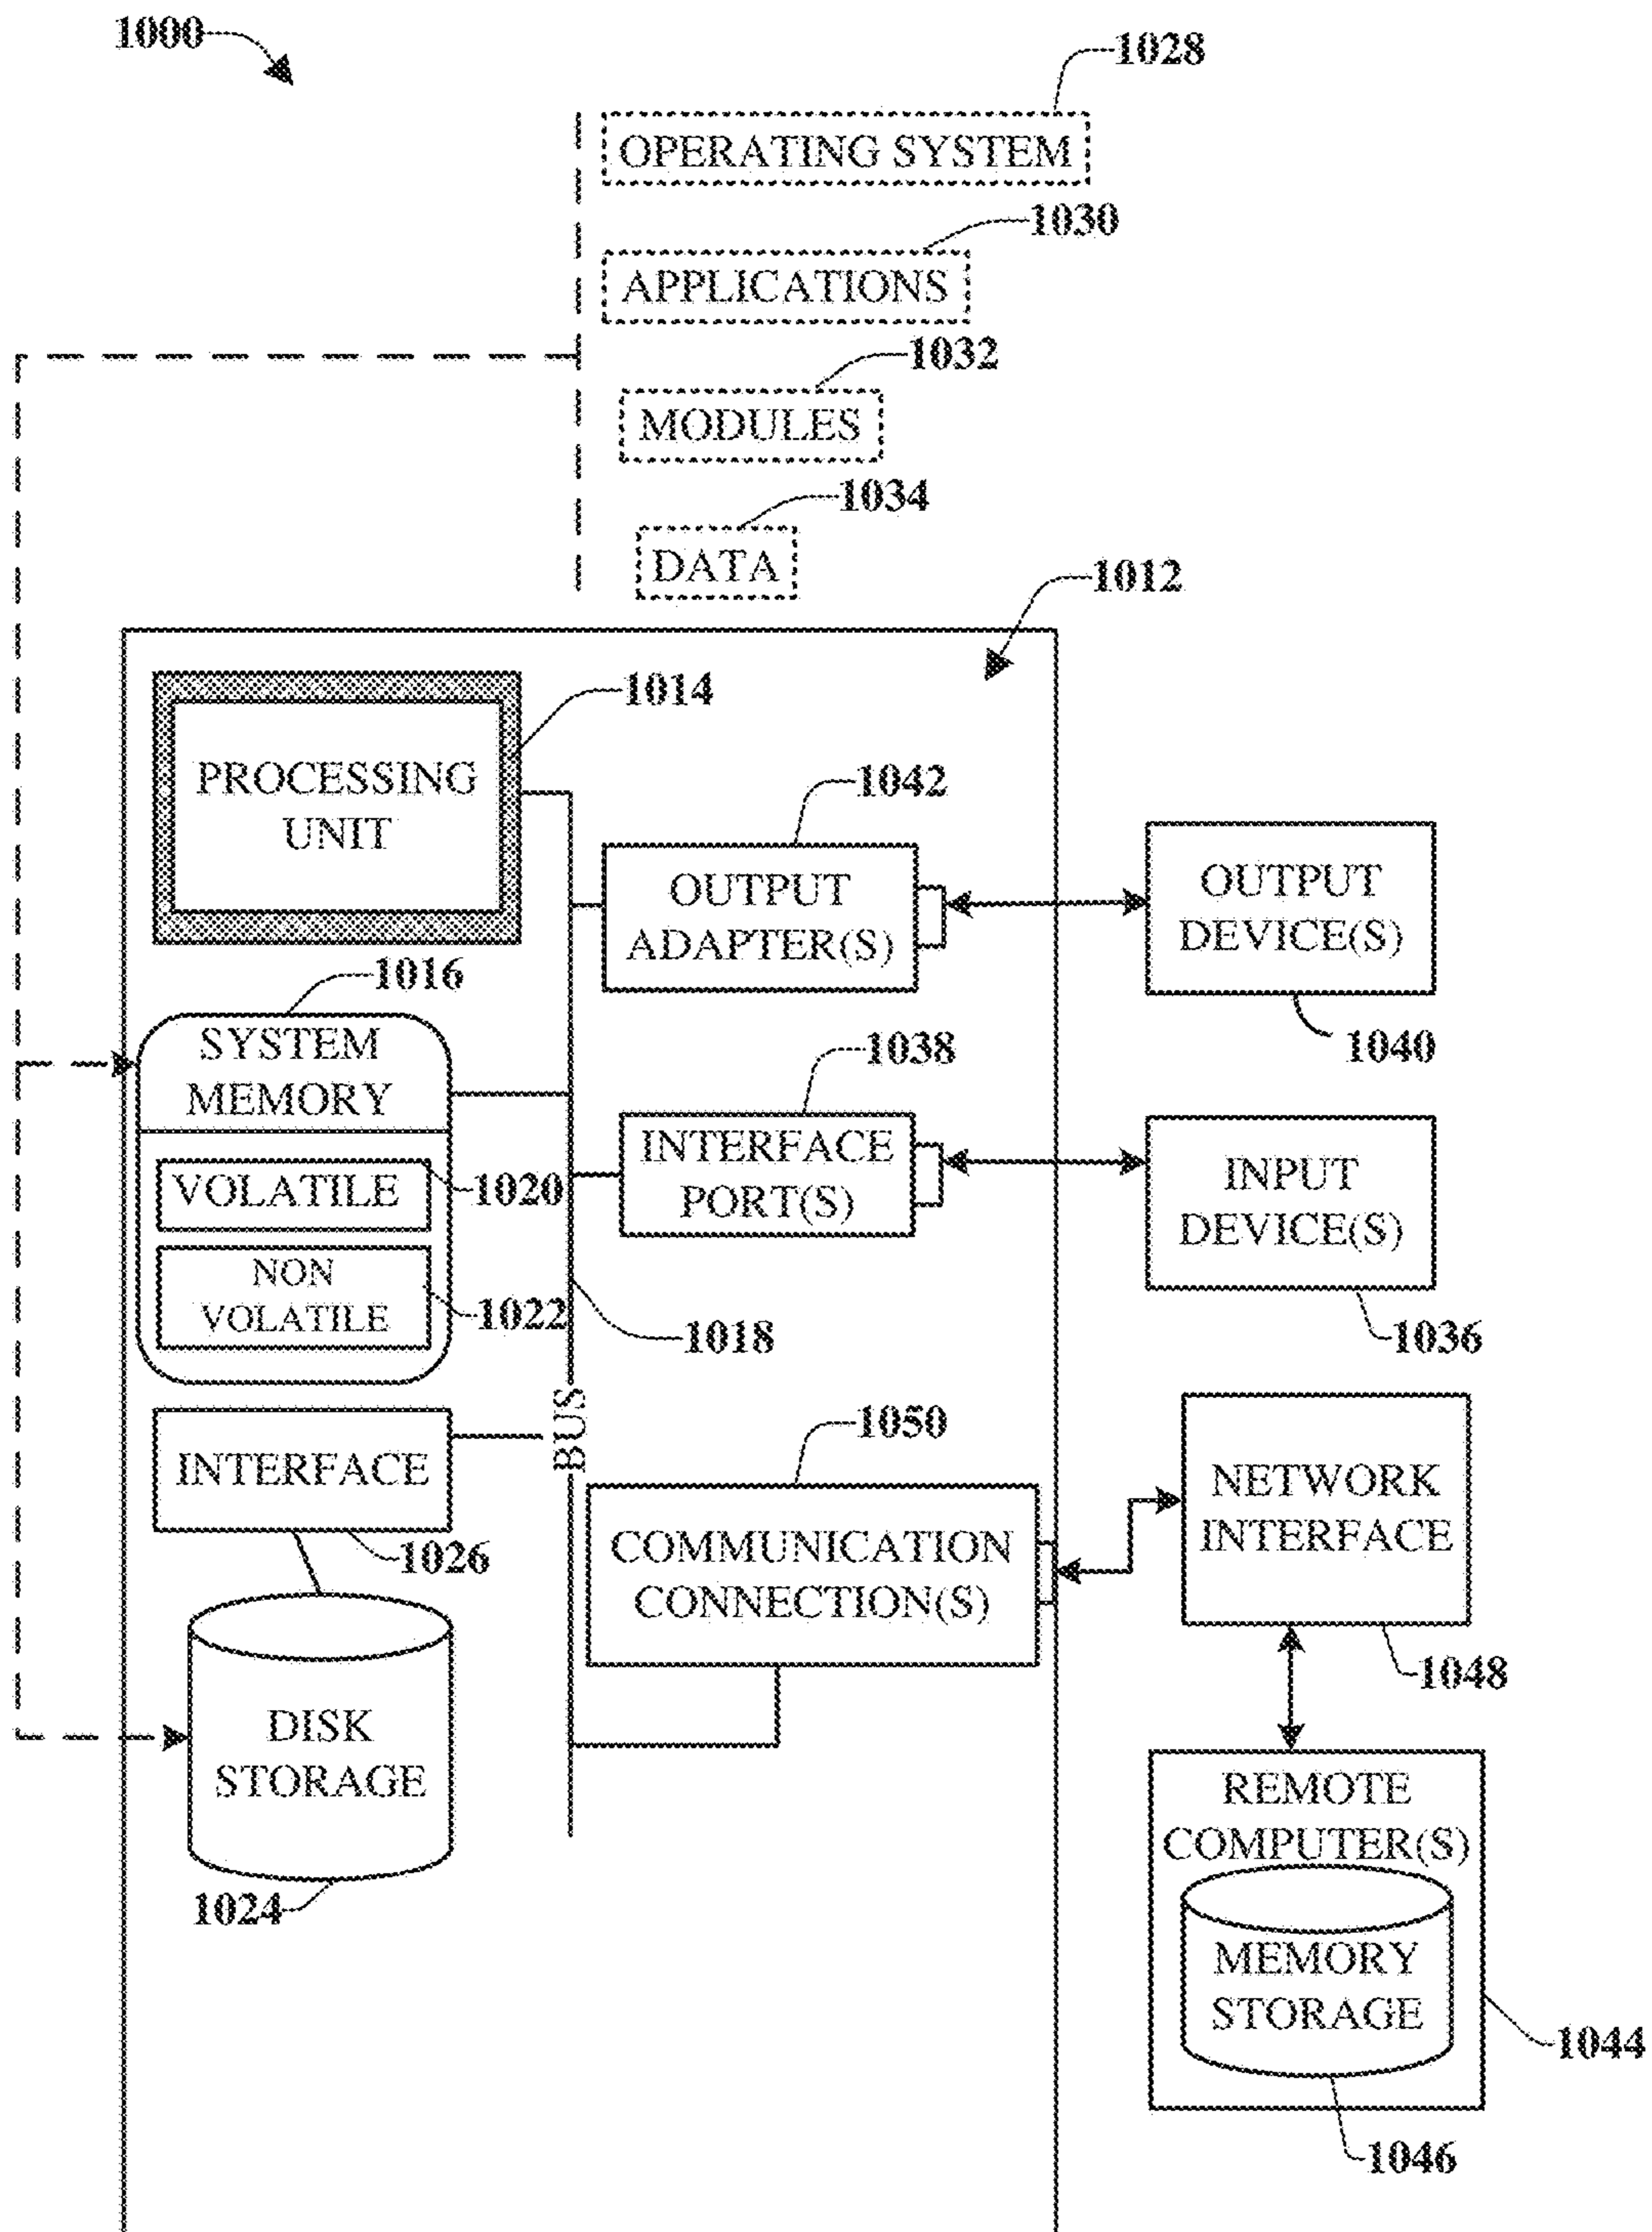 1000
1028
OPERATING SYSTEM
1030
APPLICATIONS
1032
MODULES
1034
DATA
1012
1014
PROCESSING
UNIT
1042
OUTPUT
ADAPTER(S)
OUTPUT
DEVICE(S)
1040
1016
SYSTEM
MEMORY
VOLATILE
1020
NON
VOLATILE
1022
1038
INTERFACE
PORT(S)
INPUT
DEVICE(S)
1036
1018
BUS
INTERFACE
1026
1050
COMMUNICATION
CONNECTION(S)
NETWORK
INTERFACE
1048
DISK
STORAGE
1024
REMOTE
COMPUTER(S)
MEMORY
STORAGE
1044
1046